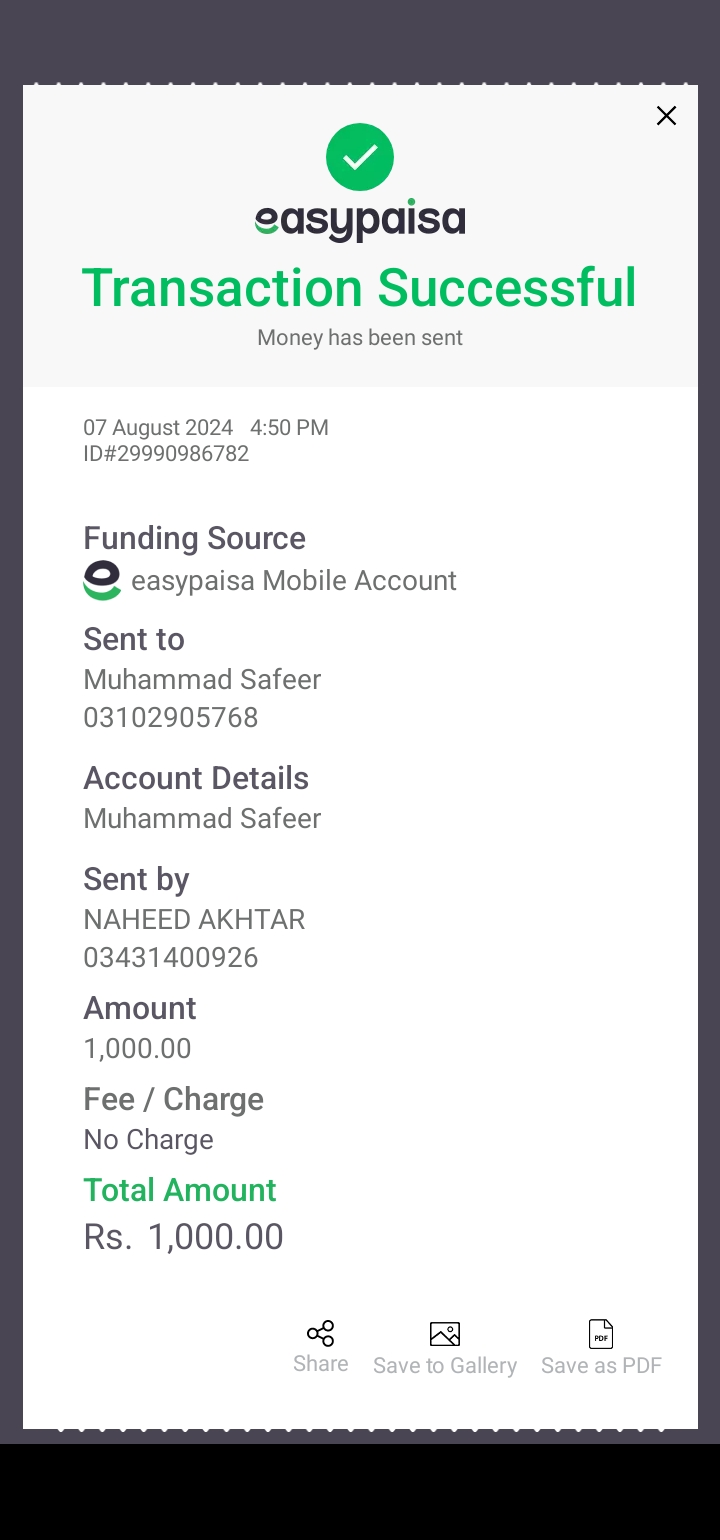 easypaisa
Transaction Successful
Money has been sent
07 August 2024 4:50 PM
ID#29990986782
Funding Source
easypaisa Mobile Account
Sent to
Muhammad Safeer
03102905768
Account Details
Muhammad Safeer
Sent by
NAHEED AKHTAR
03431400926
Amount
1,000.00
Fee / Charge
No Charge
Total Amount
Rs. 1,000.00
PDF
Share Save to Gallery Save as PDF